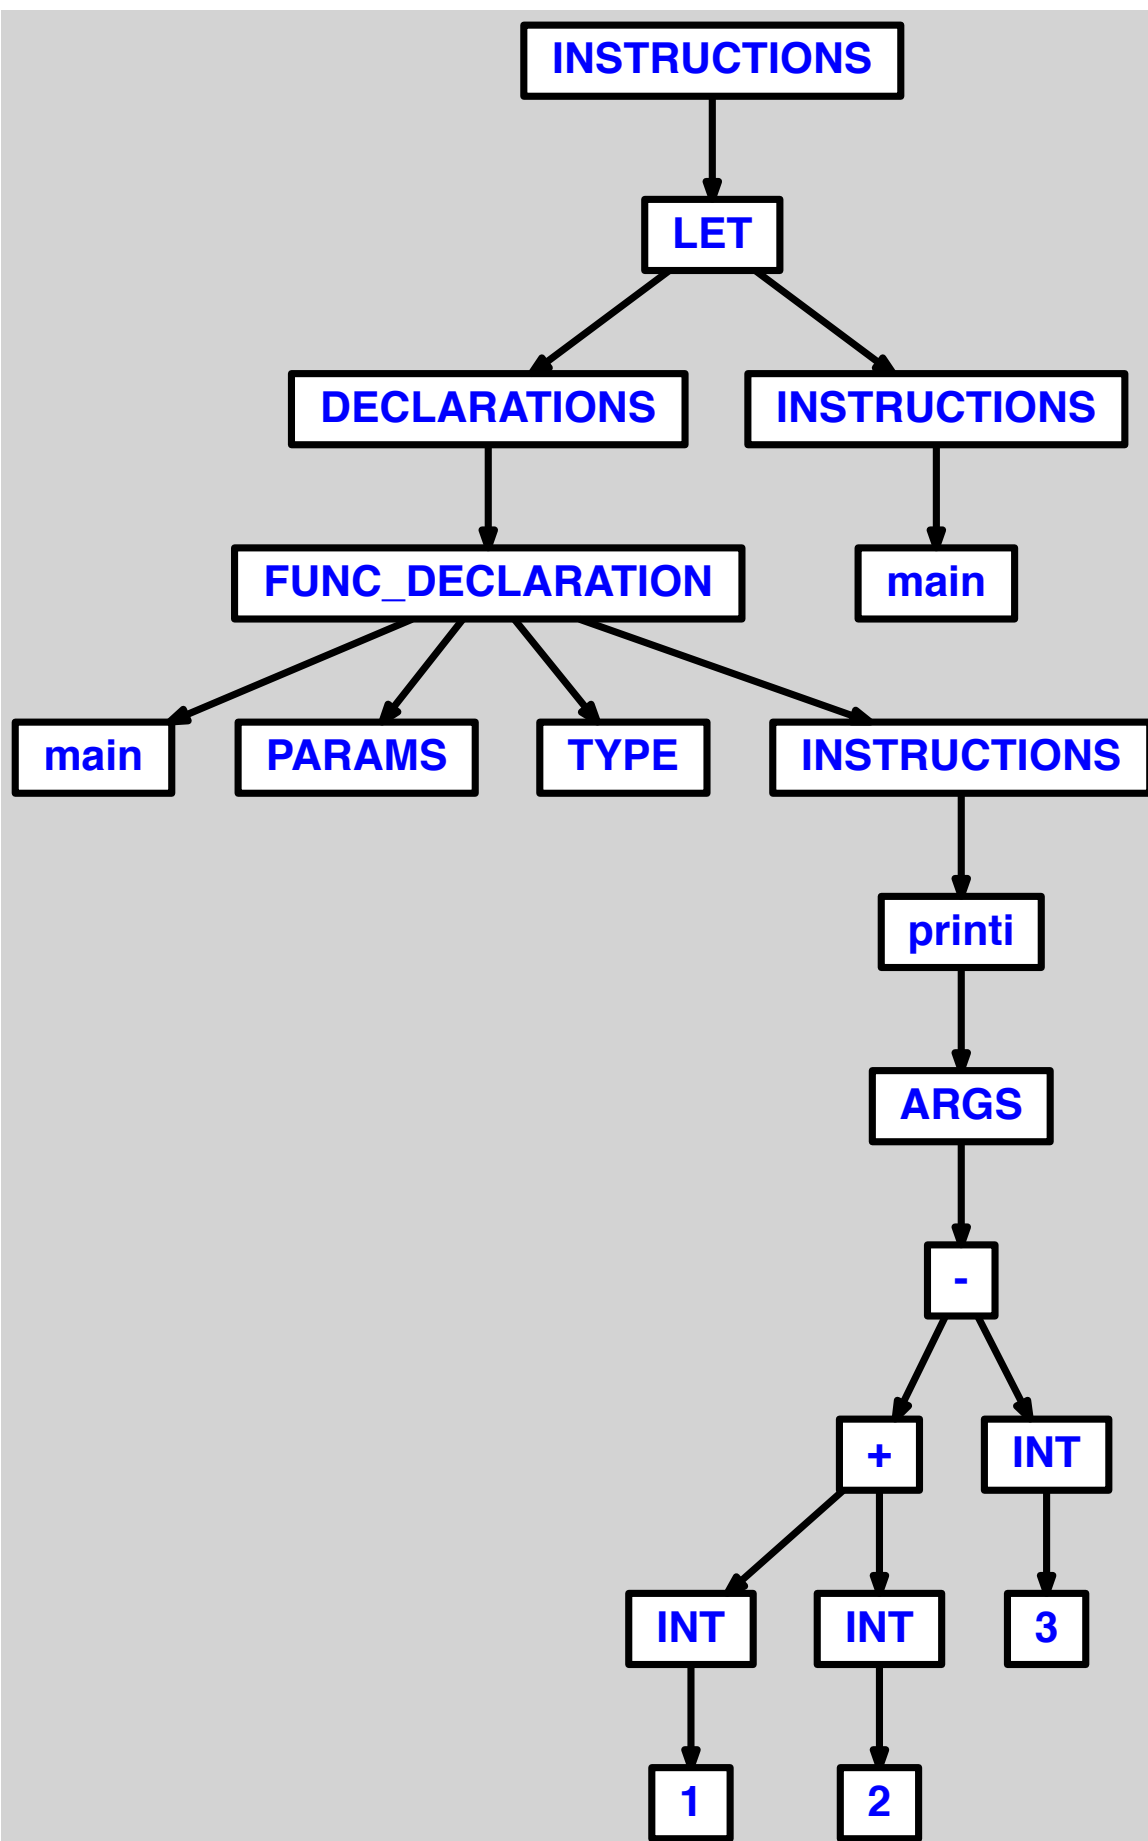 INSTRUCTIONS
LET
DECLARATIONS
INSTRUCTIONS
FUNC_DECLARATION
main
main
PARAMS
TYPE
INSTRUCTIONS
printi
ARGS
-
+
INT
INT
INT
3
1
2